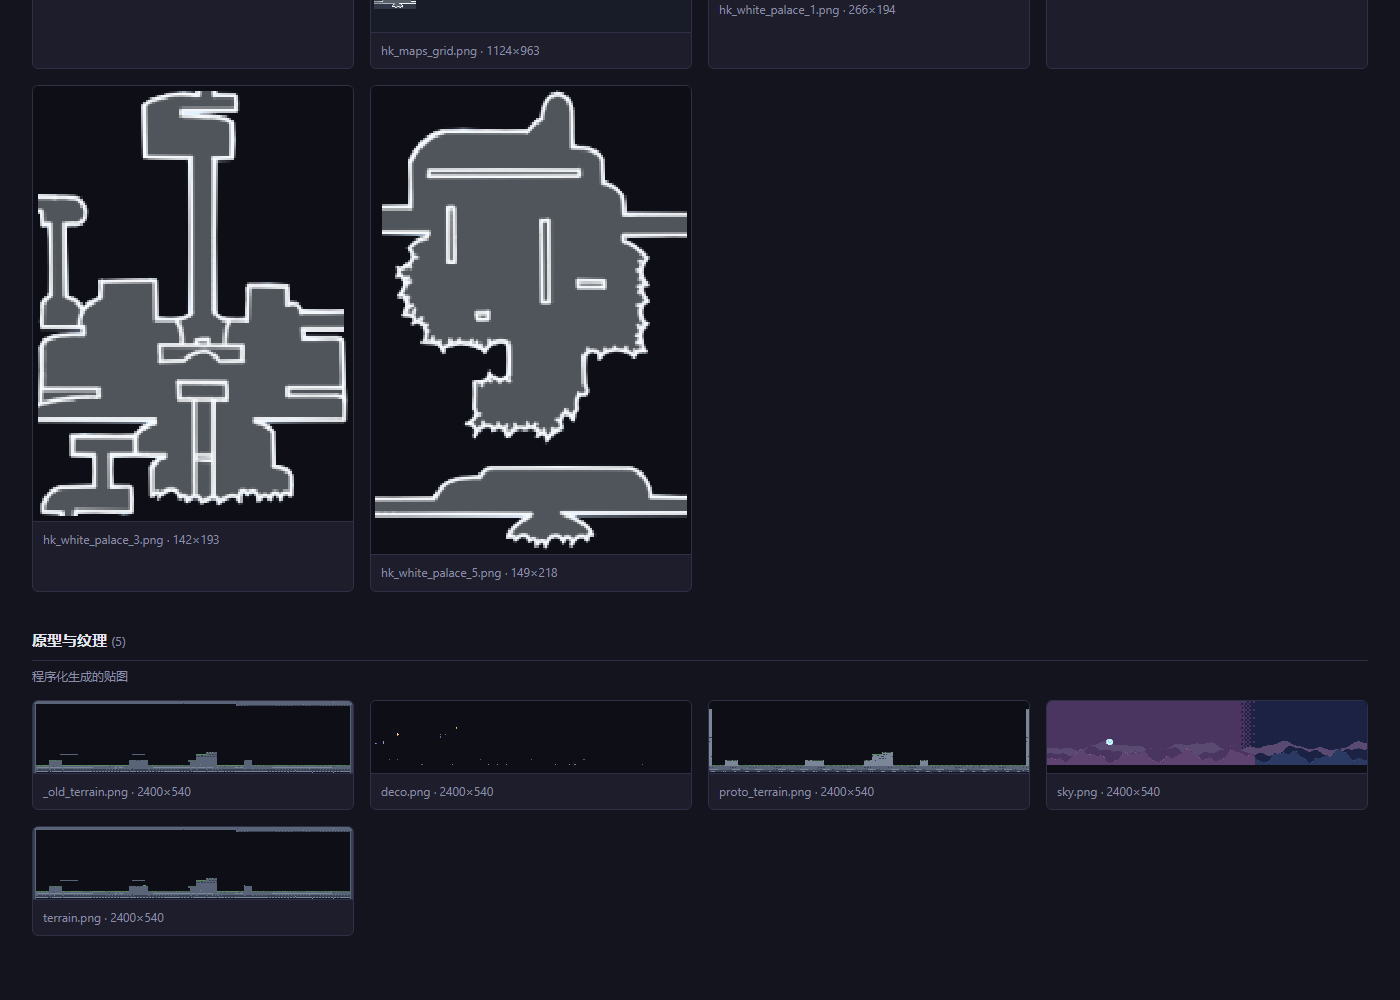 hk_white_palace_1.png · 266×194
hk_maps_grid.png · 1124×963
hk_white_palace_3.png · 142×193
hk_white_palace_5.png · 149×218
原型与纹理 (5)
程序化生成的贴图
_old_terrain.png · 2400×540
deco.png · 2400×540
proto_terrain.png · 2400×540
sky.png · 2400×540
terrain.png · 2400×540